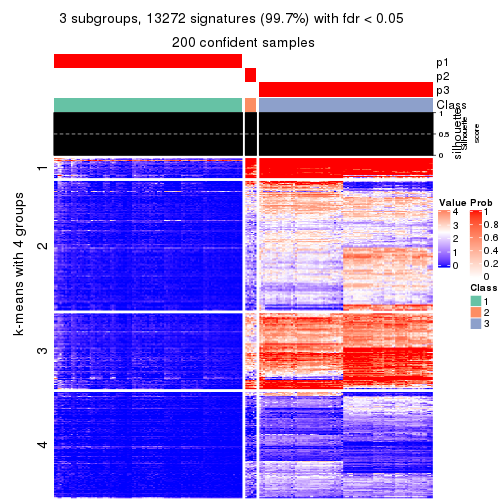 3 subgroups, 13272 signatures (99.7%) with fdr < 0.05
200 confident samples
p1
p2
p3
Class
silhouette
Silhouette
score
1
0.5
0
k-means with 4 groups
1
2
3
4
Value
4
3
2
1
0
Prob
1
0.8
0.6
0.4
0.2
0
Class
1
2
3